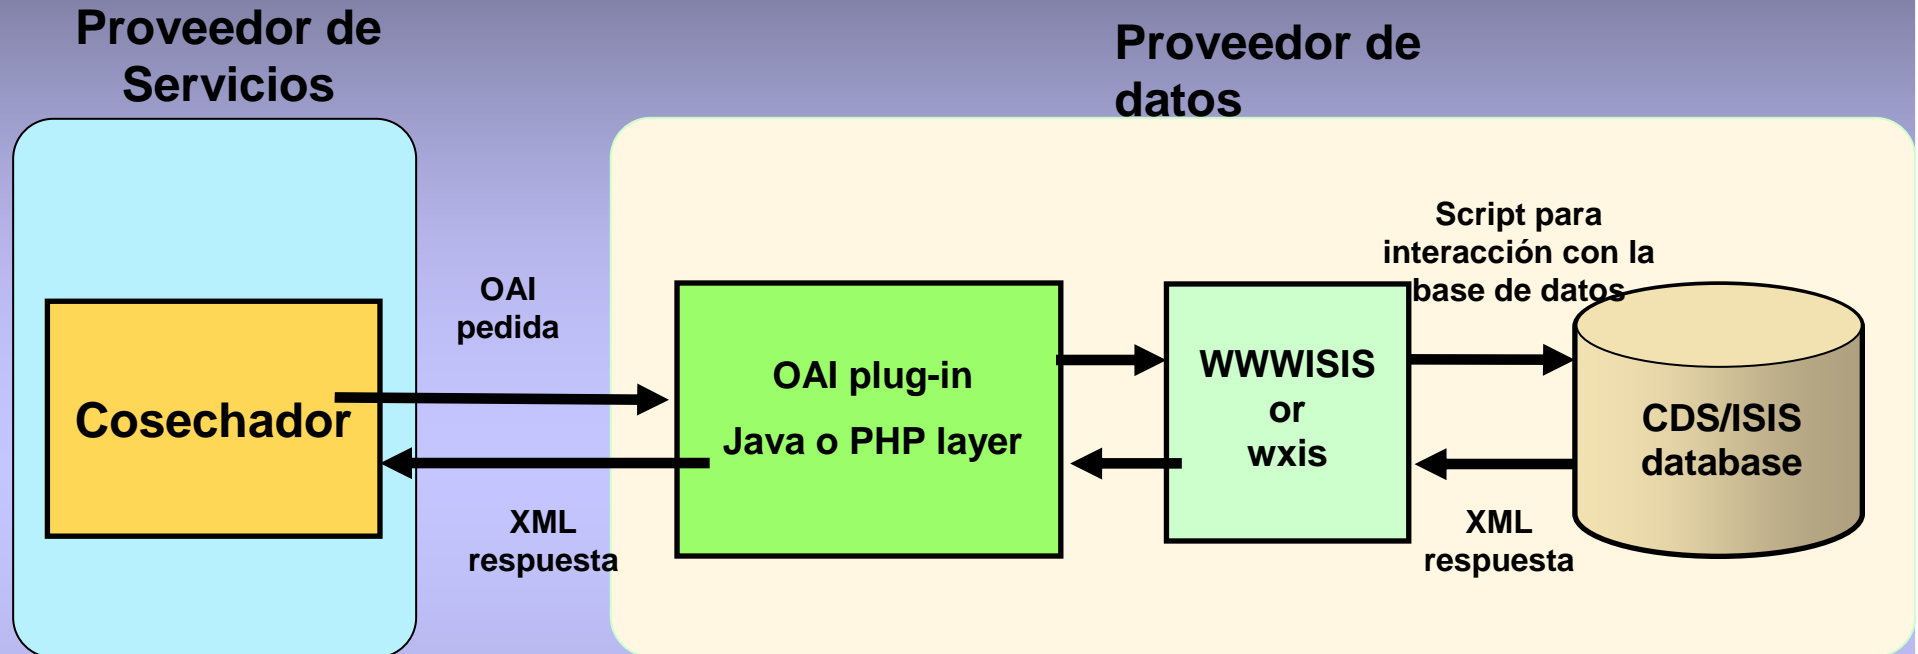 Proveedor de
Servicios
Proveedor de
datos
Cosechador
OAI
pedida
XML
respuesta
OAI plug-in
Java o PHP layer
WWWISIS
or
wxis
Script para
interacción con la
base de datos
XML
respuesta
CDS/ISIS
database